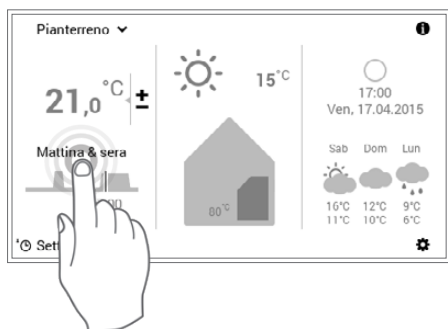 Pianterreno
21,0 °C ±
Mattina & sera
15°C
80°C
17:00
Ven, 17.04.2015
Sab Dom Lun
16°C 12°C 9°C
11°C 10°C 6°C